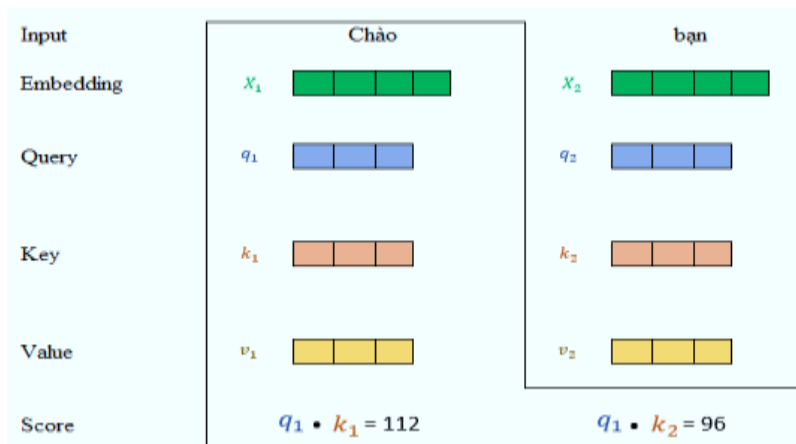 Input Chào bạn
Embedding X₁ X₂
Query q₁ q₂
Key k₁ k₂
Value v₁ v₂
Score q₁ • k₁ = 112 q₁ • k₂ = 96